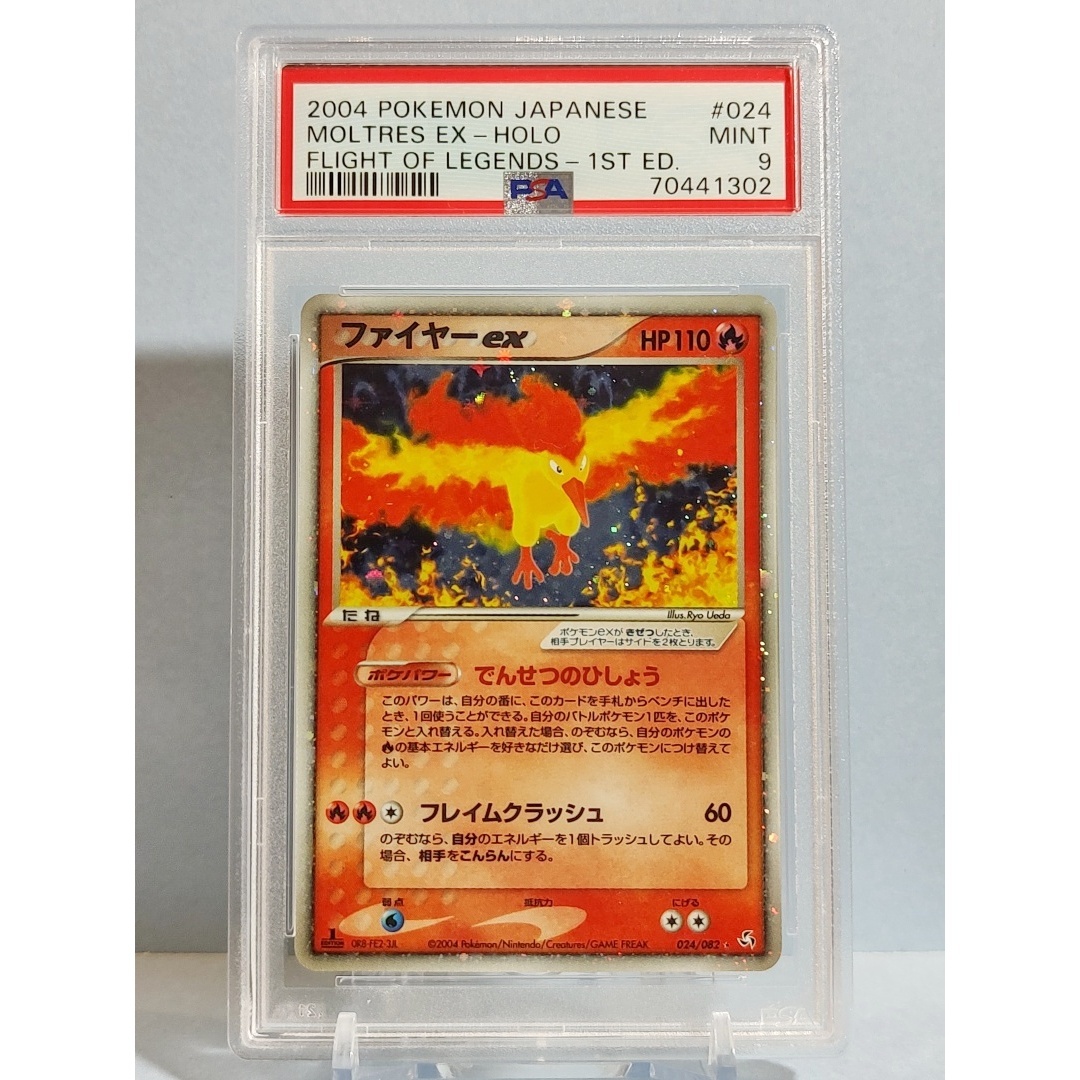 2004 POKEMON JAPANESE #024
MOLTRES EX - HOLO MINT
FLIGHT OF LEGENDS - 1ST ED. 9
PSA 70441302
ファイヤーex HP110
たね Illus.Ryo Ueda
ポケモンexがきぜつしたとき、
相手プレイヤーはサイドを2枚とります。
ポケパワー でんせつのひしょう
このパワーは、自分の番に、このカードを手札からベンチに出した
とき、1回使うことができる。自分のバトルポケモン1匹を、このポケ
モンと入れ替える。入れ替えた場合、のぞむなら、自分のポケモンの
の基本エネルギーを好きなだけ選び、このポケモンにつけ替えて
よい。
フレイムクラッシュ 60
のぞむなら、自分のエネルギーを1個トラッシュしてよい。その
場合、相手をこんらんにする。
弱点 抵抗力 にげる
1 EDITION 0R8-FE2-3JL ©2004 Pokémon/Nintendo/Creatures/GAME FREAK 024/082